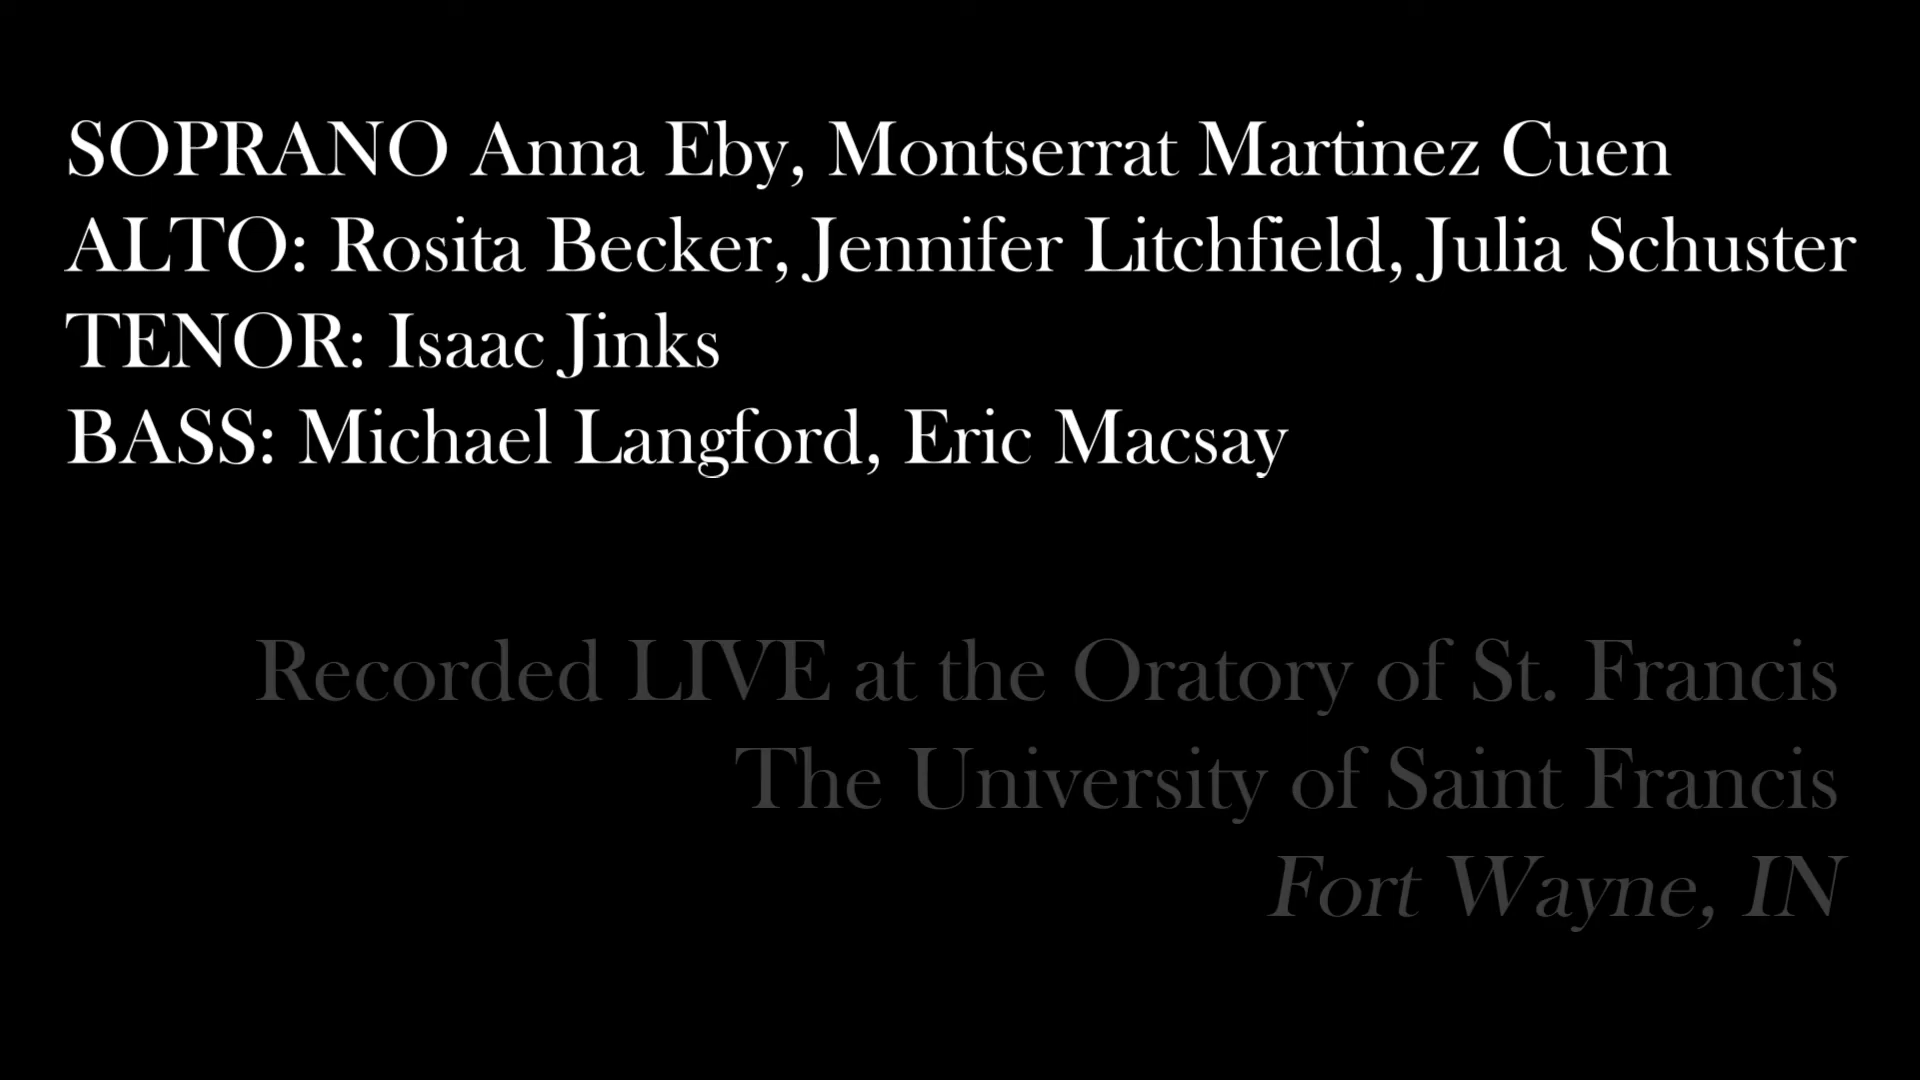 SOPRANO Anna Eby, Montserrat Martinez Cuen
ALTO: Rosita Becker, Jennifer Litchfield, Julia Schuster
TENOR: Isaac Jinks
BASS: Michael Langford, Eric Macsay
Recorded LIVE at the Oratory of St. Francis
The University of Saint Francis
Fort Wayne, IN